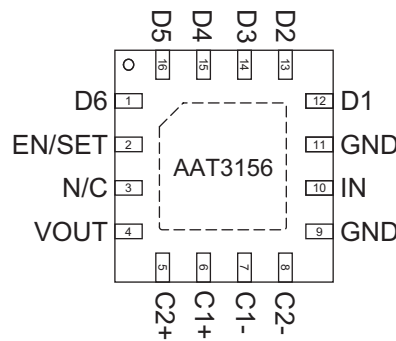 D5 D4 D3 D2
16 15 14 13
D6 1 12 D1
EN/SET 2 11 GND
N/C 3 AAT3156 10 IN
VOUT 4 9 GND
5 6 7 8
C2+ C1+ C1- C2-